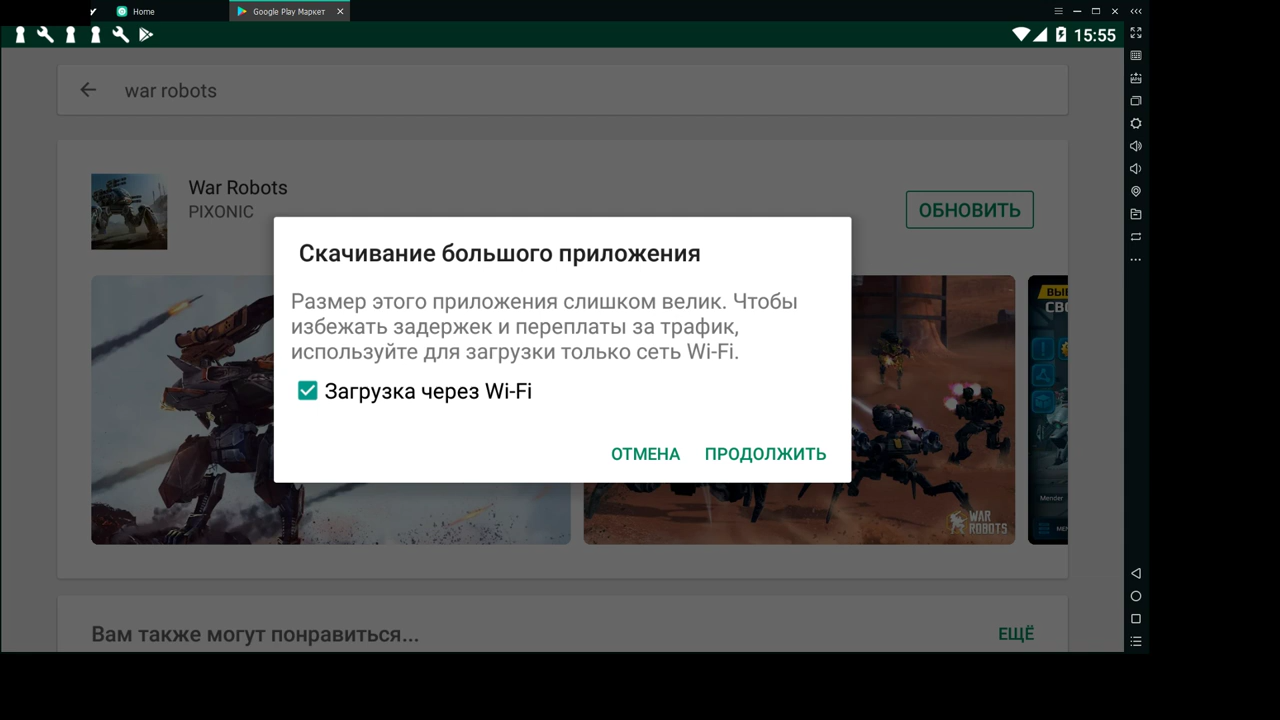 Home
Google Play Маркет
15:55
war robots
War Robots
PIXONIC
ОБНОВИТЬ
Скачивание большого приложения
Размер этого приложения слишком велик. Чтобы
избежать задержек и переплаты за трафик,
используйте для загрузки только сеть Wi-Fi.
Загрузка через Wi-Fi
ОТМЕНА ПРОДОЛЖИТЬ
Mender
WAR
ROBOTS
Вам также могут понравиться...
ЕЩЁ